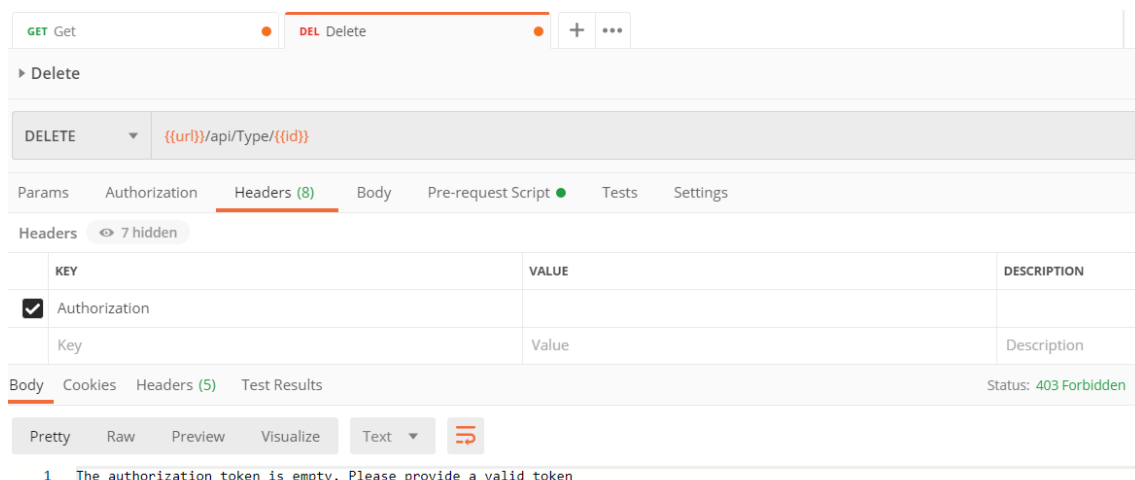 GET Get DEL Delete + •••
Delete
DELETE {{url}}/api/Type/{{id}}
Params Authorization Headers (8) Body Pre-request Script Tests Settings
Headers 7 hidden
KEY VALUE DESCRIPTION
Authorization
Key Value Description
Body Cookies Headers (5) Test Results Status: 403 Forbidden
Pretty Raw Preview Visualize Text
1 The authorization token is empty. Please provide a valid token